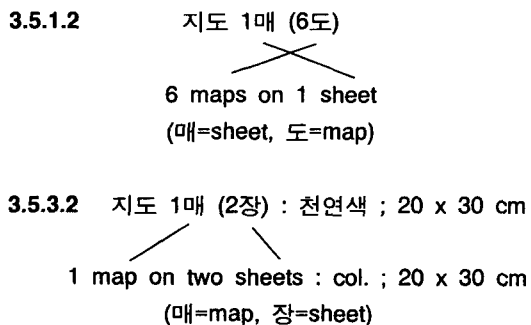 3.5.1.2 지도 1매 (6도)
6 maps on 1 sheet
(매=sheet, 도=map)
3.5.3.2 지도 1매 (2장) : 천연색 ; 20 x 30 cm
1 map on two sheets : col. ; 20 x 30 cm
(매=map, 장=sheet)